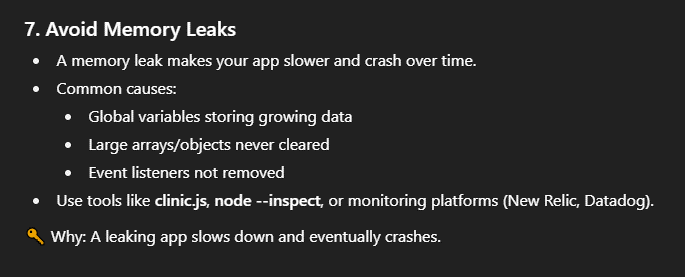 7. Avoid Memory Leaks
• A memory leak makes your app slower and crash over time.
• Common causes:
• Global variables storing growing data
• Large arrays/objects never cleared
• Event listeners not removed
• Use tools like clinic.js, node --inspect, or monitoring platforms (New Relic, Datadog).
🔑 Why: A leaking app slows down and eventually crashes.